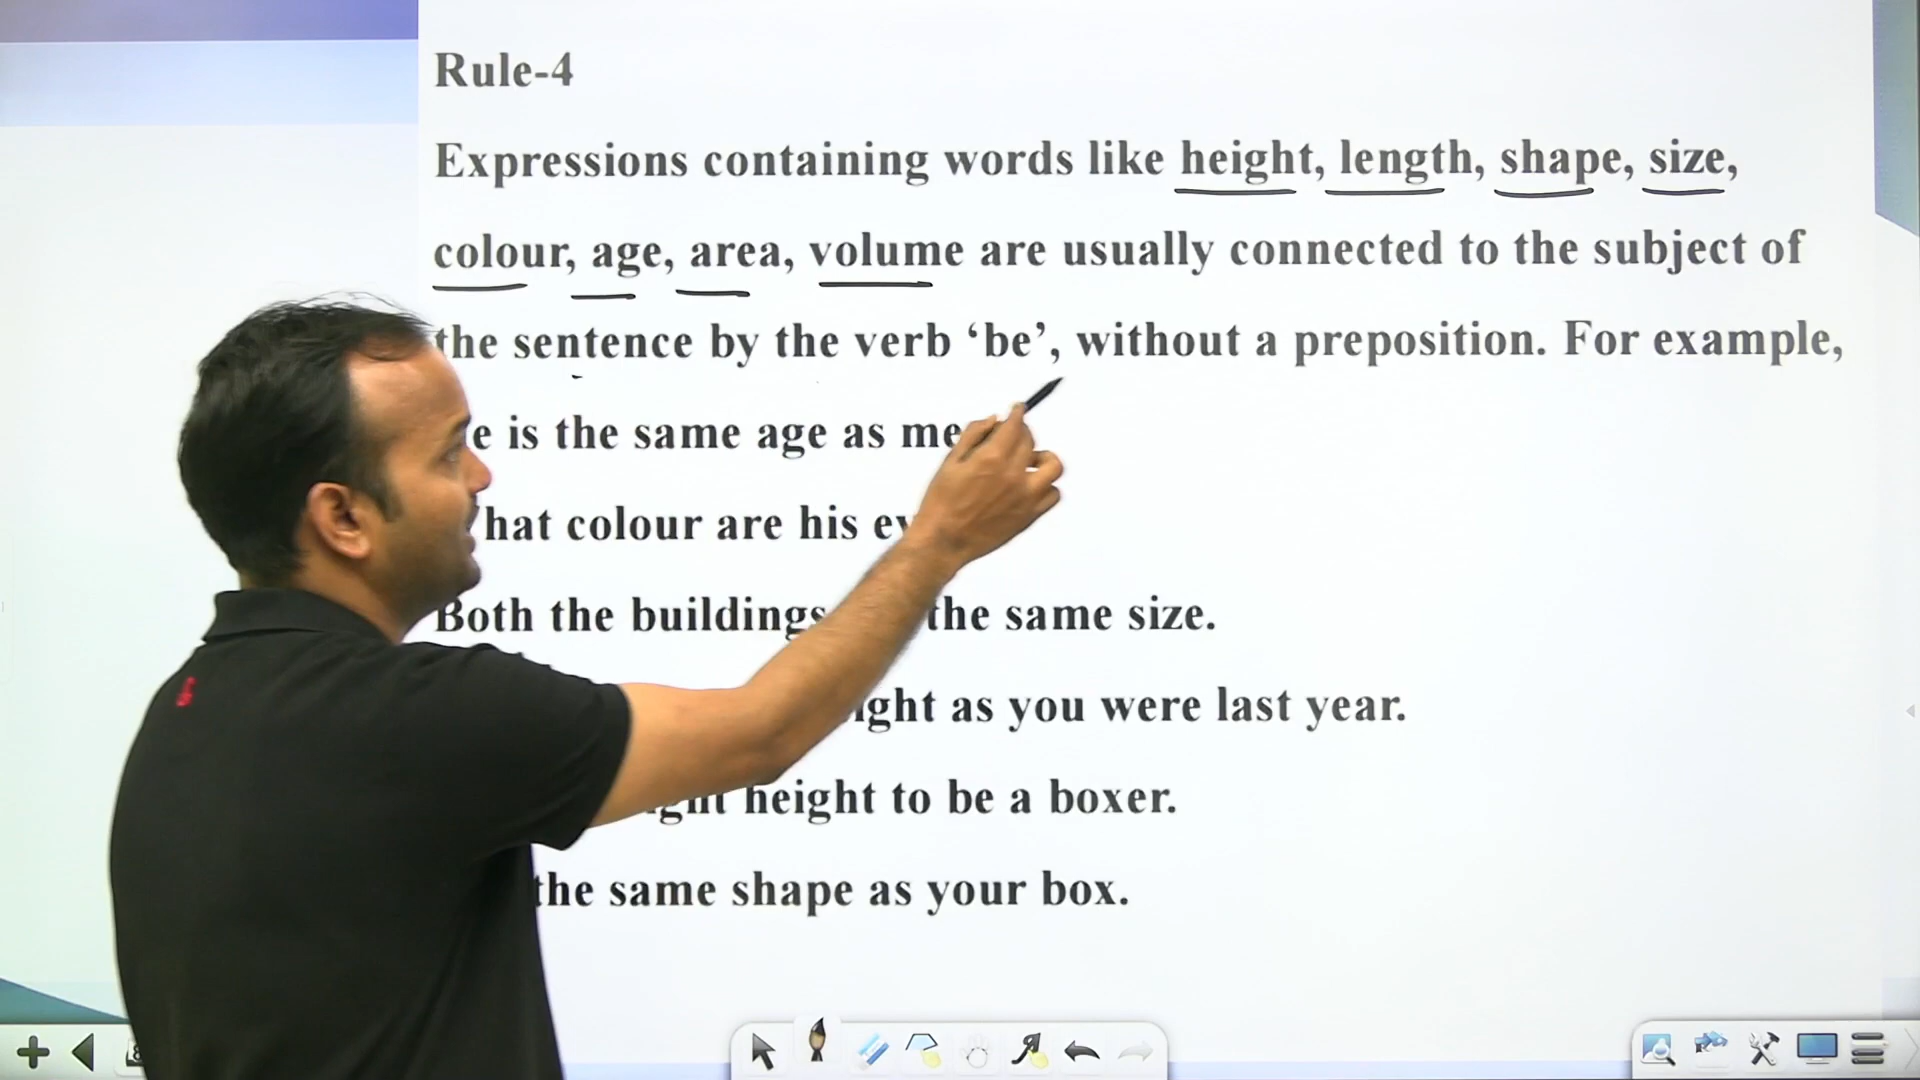 Rule-4
Expressions containing words like height, length, shape, size,
colour, age, area, volume are usually connected to the subject of
the sentence by the verb ‘be’, without a preposition. For example,
is the same age as me
colour are his
Both the buildings the same size.
as you were last year.
height to be a boxer.
the same shape as your box.